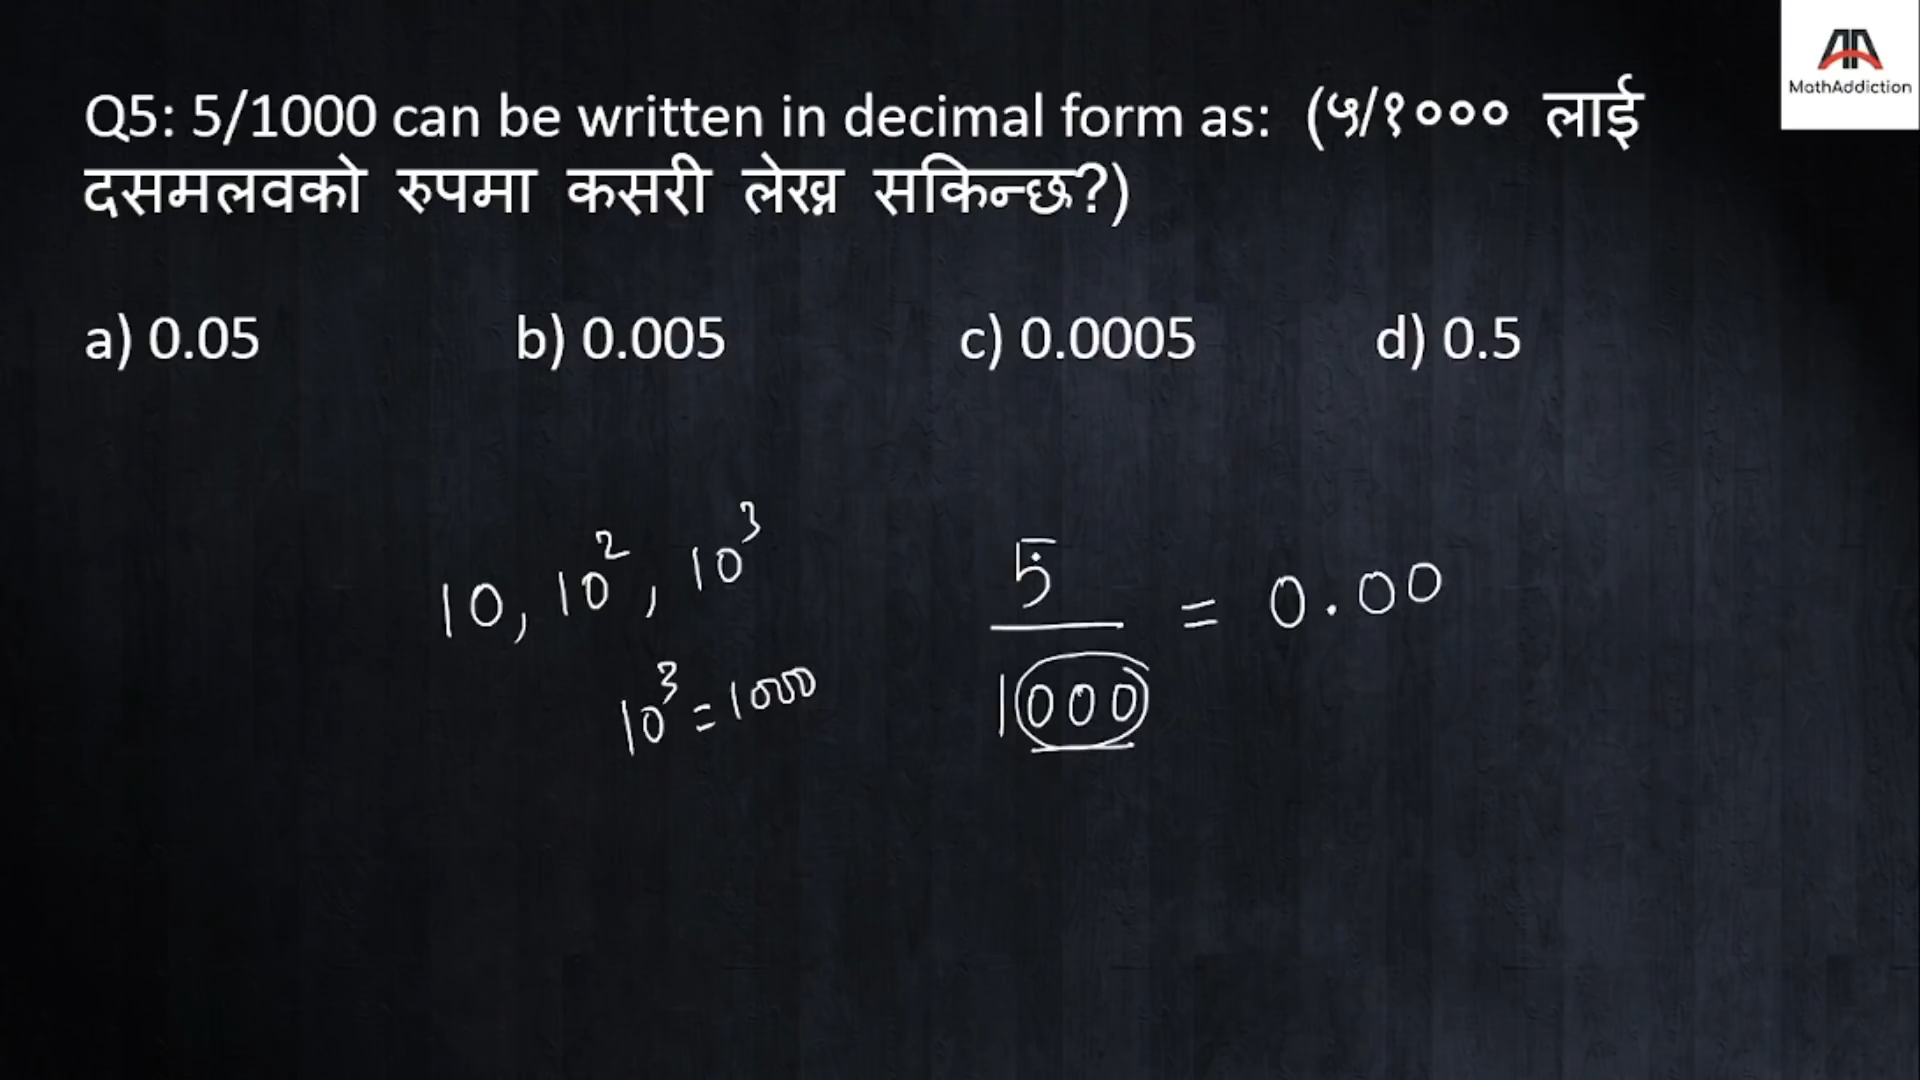 MathAddiction
Q5: 5/1000 can be written in decimal form as: (५/१००० लाई
दसमलवको रुपमा कसरी लेख्न सकिन्छ?)
a) 0.05 b) 0.005 c) 0.0005 d) 0.5
10, 10², 10³
10³ = 1000
5/1000 = 0.00